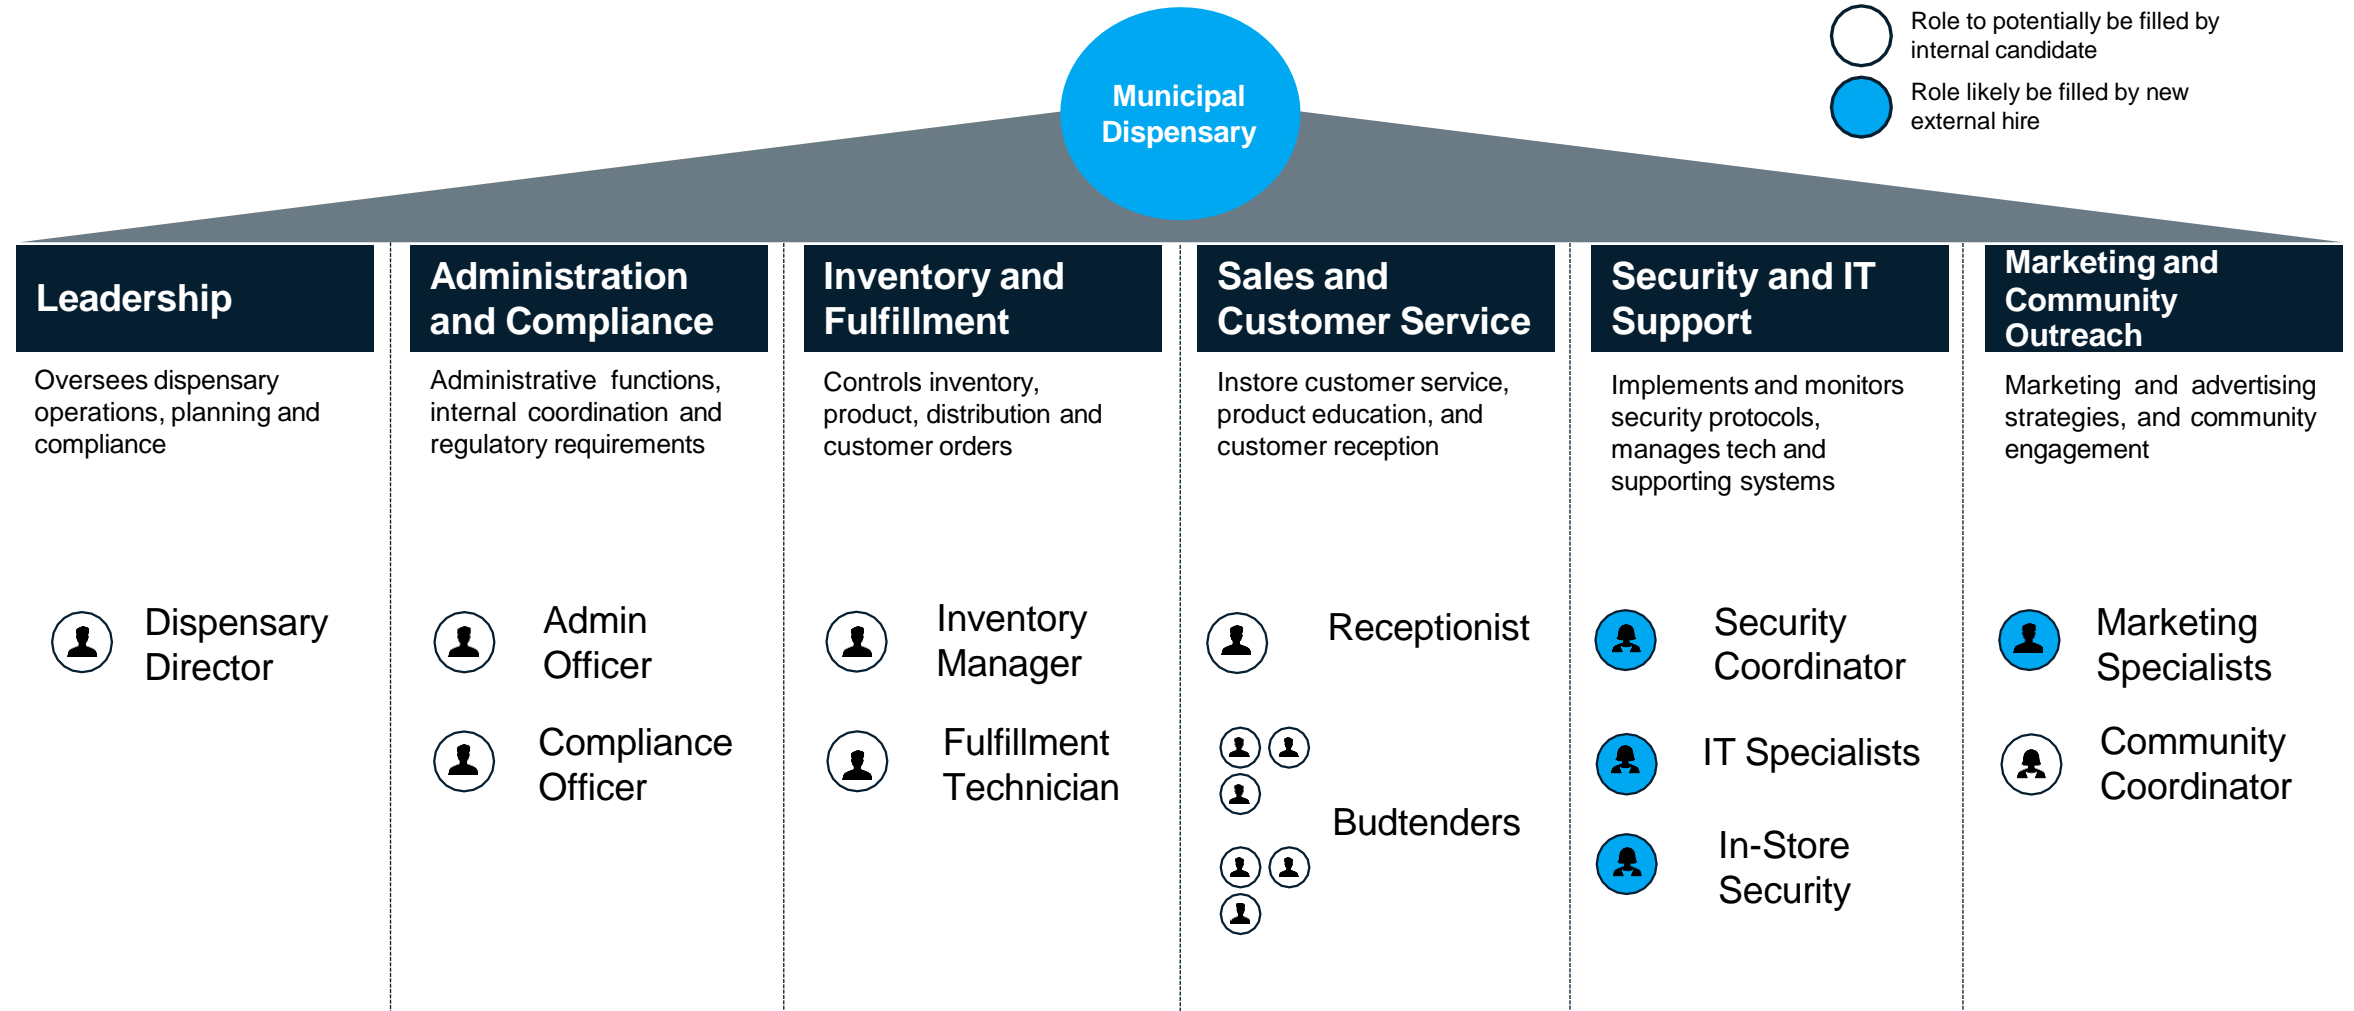 Role to potentially be filled by
internal candidate
Role likely be filled by new
external hire
Municipal
Dispensary
Leadership
Oversees dispensary
operations, planning and
compliance
Dispensary
Director
Administration
and Compliance
Administrative functions,
internal coordination and
regulatory requirements
Admin
Officer
Compliance
Officer
Inventory and
Fulfillment
Controls inventory,
product, distribution and
customer orders
Inventory
Manager
Fulfillment
Technician
Sales and
Customer Service
Instore customer service,
product education, and
customer reception
Receptionist
Budtenders
Security and IT
Support
Implements and monitors
security protocols,
manages tech and
supporting systems
Security
Coordinator
IT Specialists
In-Store
Security
Marketing and
Community
Outreach
Marketing and advertising
strategies, and community
engagement
Marketing
Specialists
Community
Coordinator